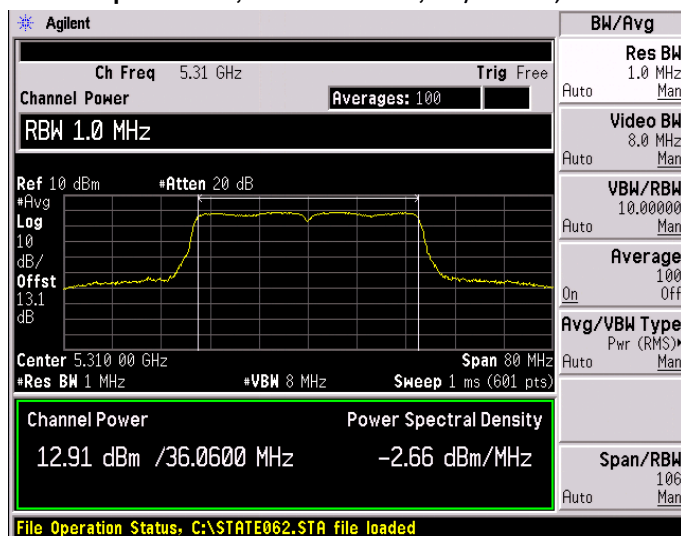 Agilent
BW/Avg
Ch Freq 5.31 GHz Trig Free
Channel Power Averages: 100
RBW 1.0 MHz
Ref 10 dBm #Atten 20 dB
#Avg
Log
10
dB/
Offst
13.1
dB
Center 5.310 00 GHz Span 80 MHz
#Res BW 1 MHz #VBW 8 MHz Sweep 1 ms (601 pts)
Channel Power Power Spectral Density
12.91 dBm /36.0600 MHz -2.66 dBm/MHz
File Operation Status, C:\STATE062.STA file loaded
Res BW
1.0 MHz
Auto Man
Video BW
8.0 MHz
Auto Man
VBW/RBW
10.00000
Auto Man
Average
100
On Off
Avg/VBW Type
Pwr (RMS)
Auto Man
Span/RBW
106
Auto Man